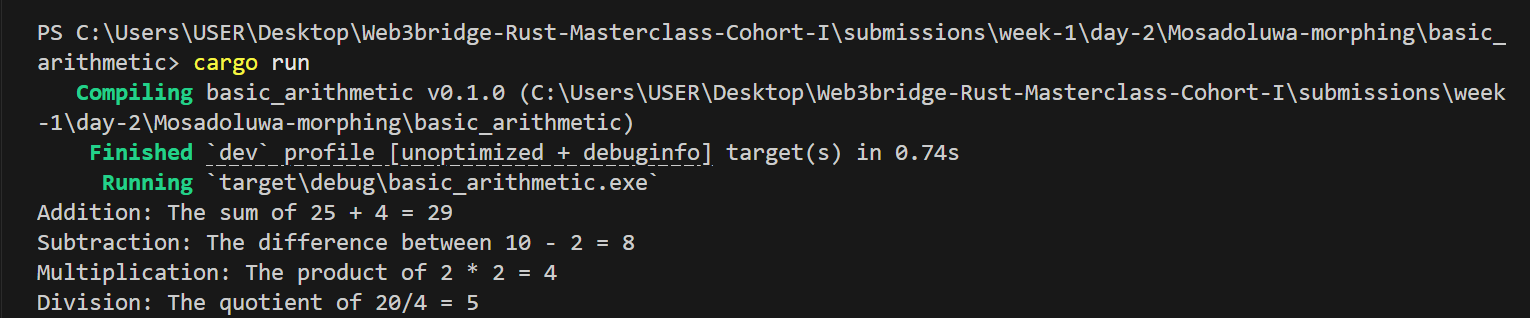 PS C:\Users\USER\Desktop\Web3bridge-Rust-Masterclass-Cohort-I\submissions\week-1\day-2\Mosadoluwa-morphing\basic_
arithmetic> cargo run
   Compiling basic_arithmetic v0.1.0 (C:\Users\USER\Desktop\Web3bridge-Rust-Masterclass-Cohort-I\submissions\week
-1\day-2\Mosadoluwa-morphing\basic_arithmetic)
    Finished `dev` profile [unoptimized + debuginfo] target(s) in 0.74s
     Running `target\debug\basic_arithmetic.exe`
Addition: The sum of 25 + 4 = 29
Subtraction: The difference between 10 - 2 = 8
Multiplication: The product of 2 * 2 = 4
Division: The quotient of 20/4 = 5